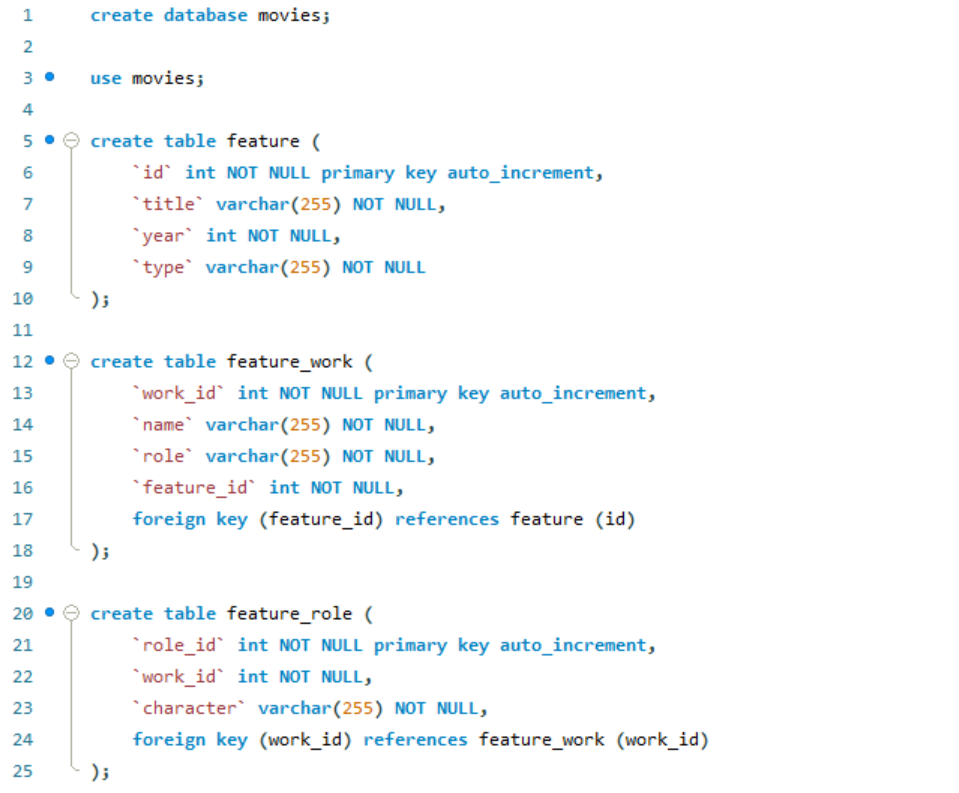 1 create database movies;
2
3 use movies;
4
5 create table feature (
6 `id` int NOT NULL primary key auto_increment,
7 `title` varchar(255) NOT NULL,
8 `year` int NOT NULL,
9 `type` varchar(255) NOT NULL
10 );
11
12 create table feature_work (
13 `work_id` int NOT NULL primary key auto_increment,
14 `name` varchar(255) NOT NULL,
15 `role` varchar(255) NOT NULL,
16 `feature_id` int NOT NULL,
17 foreign key (feature_id) references feature (id)
18 );
19
20 create table feature_role (
21 `role_id` int NOT NULL primary key auto_increment,
22 `work_id` int NOT NULL,
23 `character` varchar(255) NOT NULL,
24 foreign key (work_id) references feature_work (work_id)
25 );